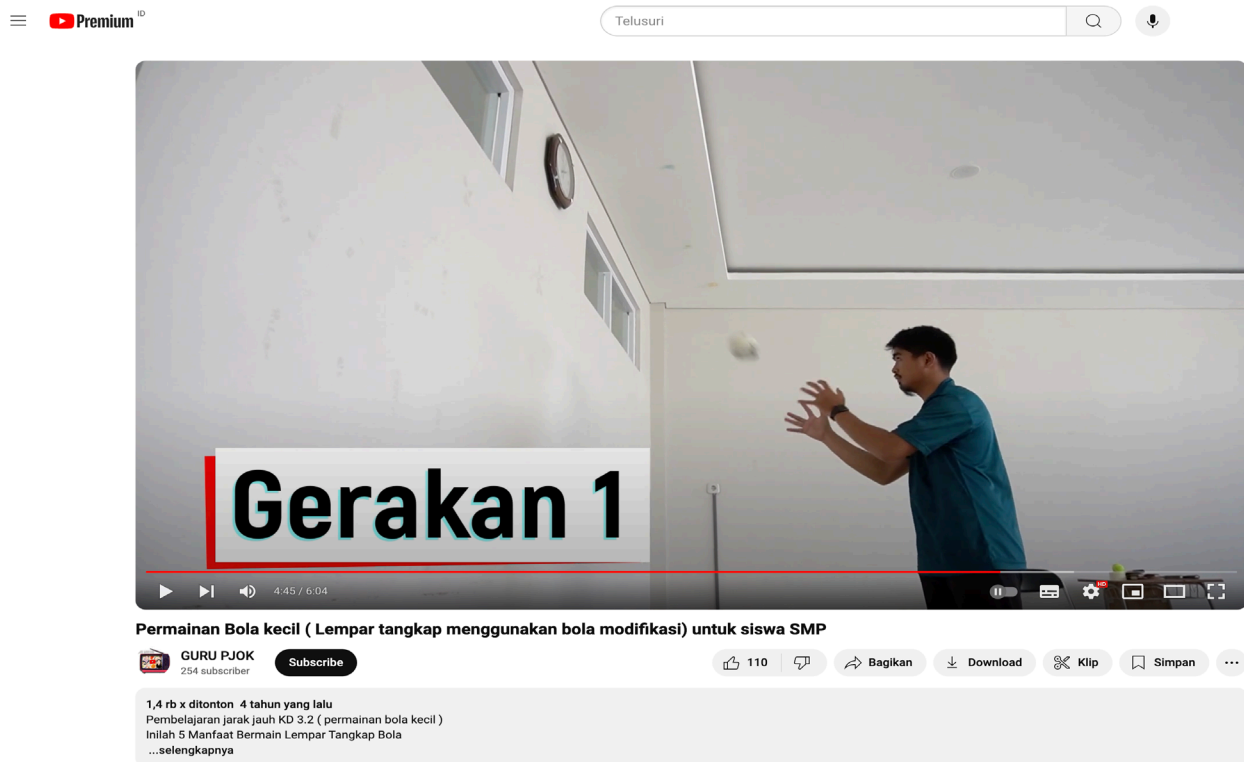 Premium ID
Telusuri
Gerakan 1
4:45 / 6:04
HD
Permainan Bola kecil ( Lempar tangkap menggunakan bola modifikasi) untuk siswa SMP
GURU PJOK
254 subscriber
Subscribe
110
Bagikan
Download
Klip
Simpan
1,4 rb x ditonton 4 tahun yang lalu
Pembelajaran jarak jauh KD 3.2 ( permainan bola kecil )
Inilah 5 Manfaat Bermain Lempar Tangkap Bola
...selengkapnya